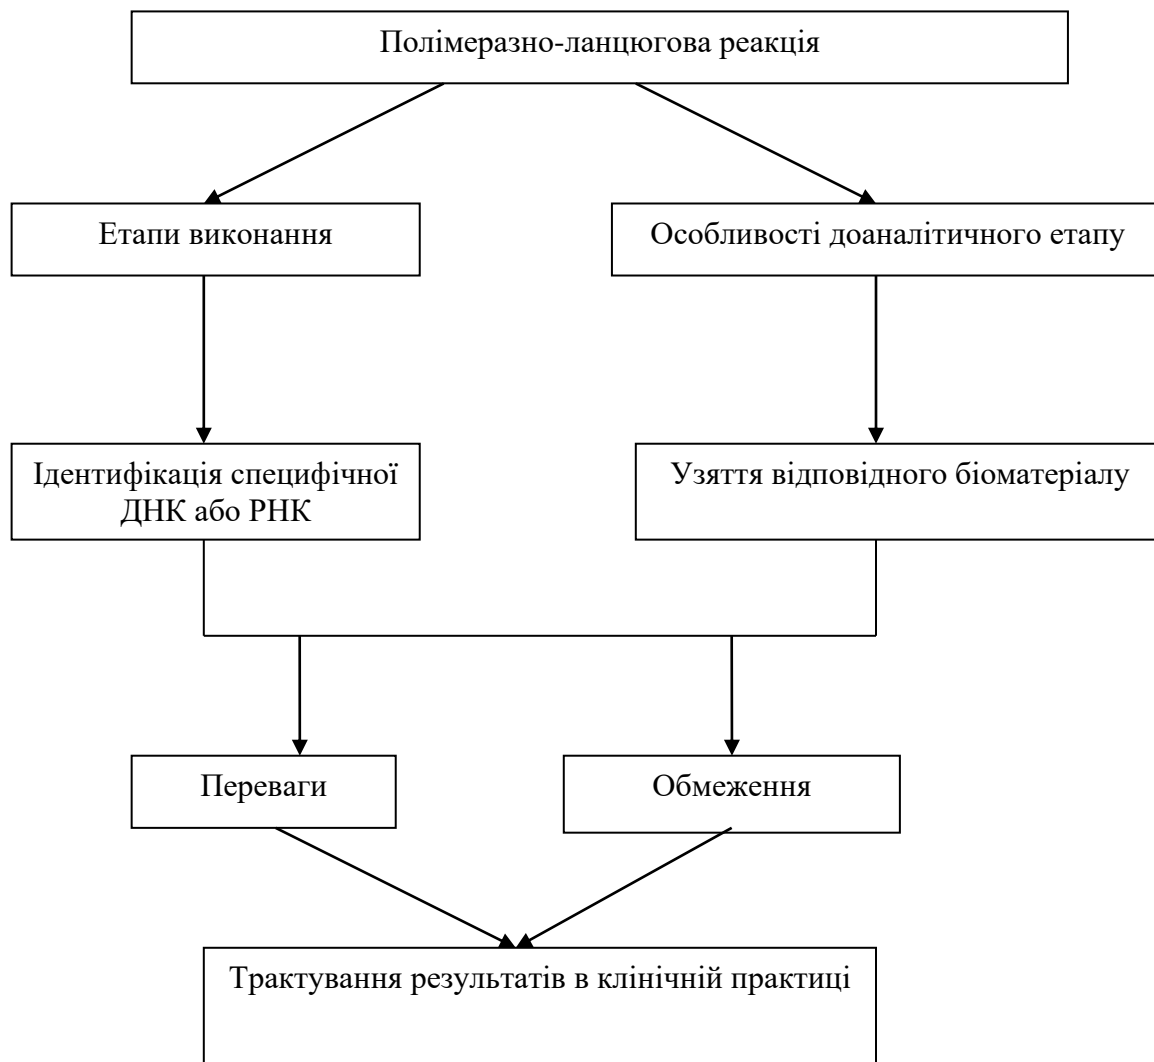 Полімеразно-ланцюгова реакція
Етапи виконання
Особливості доаналітичного етапу
Ідентифікація специфічної
ДНК або РНК
Узяття відповідного біоматеріалу
Переваги
Обмеження
Трактування результатів в клінічній практиці